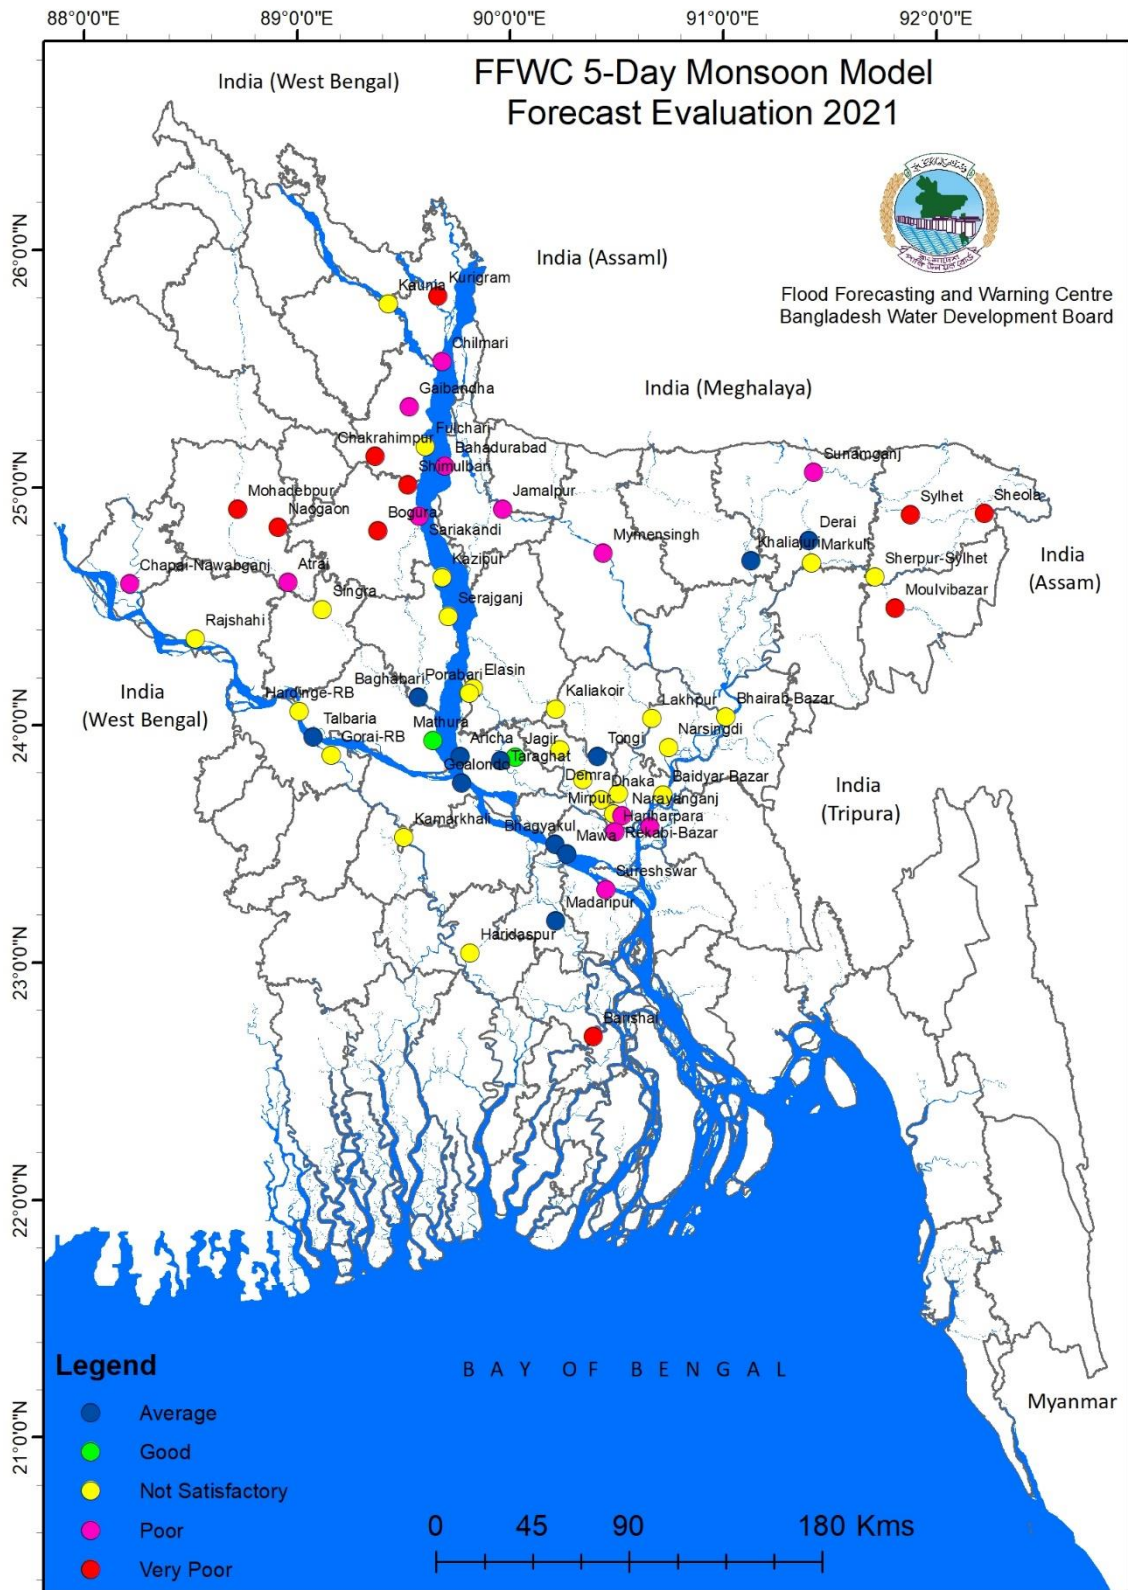 88°0'0"E 89°0'0"E 90°0'0"E 91°0'0"E 92°0'0"E
FFWC 5-Day Monsoon Model
Forecast Evaluation 2021
India (West Bengal)
India (Assaml)
Flood Forecasting and Warning Centre
Bangladesh Water Development Board
India (Meghalaya)
26°0'0"N
25°0'0"N
24°0'0"N
23°0'0"N
22°0'0"N
21°0'0"N
Kaunia
Kurigram
Chilmari
Gaibandha
Fulchari
Chakrahimpur
Bahadurabad
Shimulbari
Mohadebpur
Naogaon
Bogura
Sariakandi
Jamalpur
Mymensingh
Sunamganj
Sylhet
Sheola
Derai
Khaliajuri
Markuli
Sherpur-Sylhet
Moulvibazar
India
(Assam)
Chapai-Nawabganj
Atrai
Singra
Kazipur
Serajganj
Rajshahi
India
(West Bengal)
Hardinge-RB
Talbaria
Gorai-RB
Baghabari
Porabari
Elasin
Kaliakoir
Lakhpur
Bhairab-Bazar
Narsingdi
Mathura
Aricha
Jagir
Tongi
Taraghat
Goalondo
Demra
Dhaka
Baidyar-Bazar
Mirpur
Narayanganj
Hariharpara
Rekabi-Bazar
India
(Tripura)
Kamarkhali
Bhagyakul
Mawa
Sureshswar
Madaripur
Haridaspur
Barishal
BAY OF BENGAL
Myanmar
Legend
Average
Good
Not Satisfactory
Poor
Very Poor
0 45 90 180 Kms